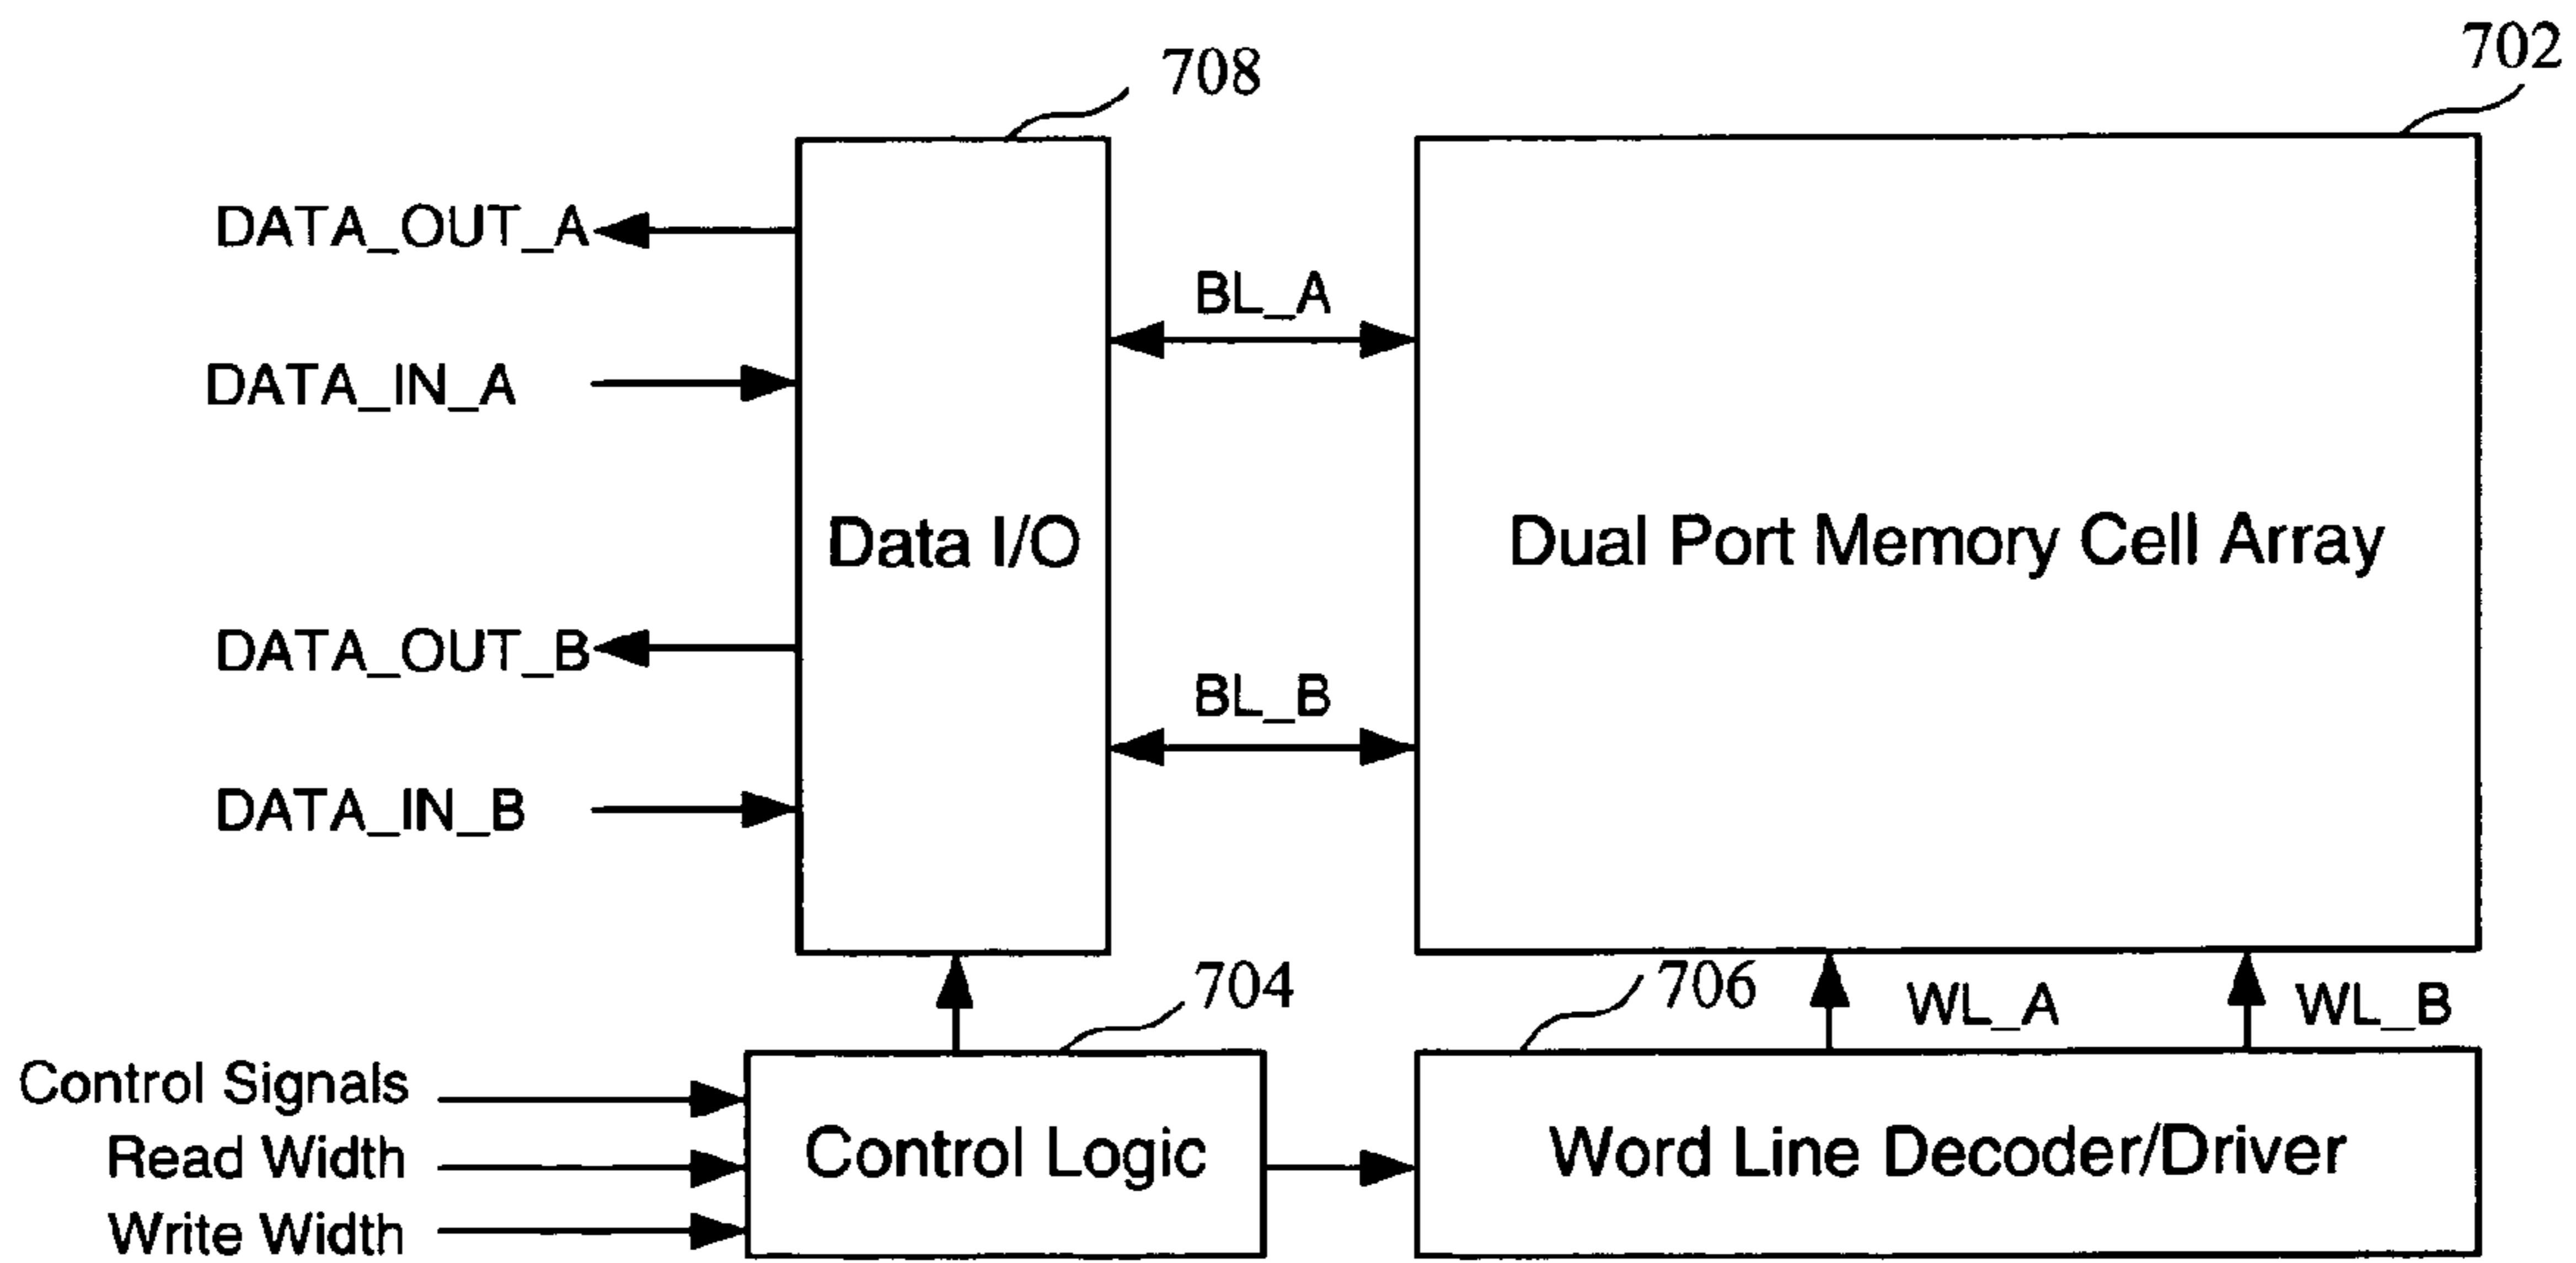 702
708
DATA_OUT_A
BL_A
DATA_IN_A
Data I/O
Dual Port Memory Cell Array
DATA_OUT_B
BL_B
DATA_IN_B
704
706
WL_A
WL_B
Control Signals
Read Width
Write Width
Control Logic
Word Line Decoder/Driver